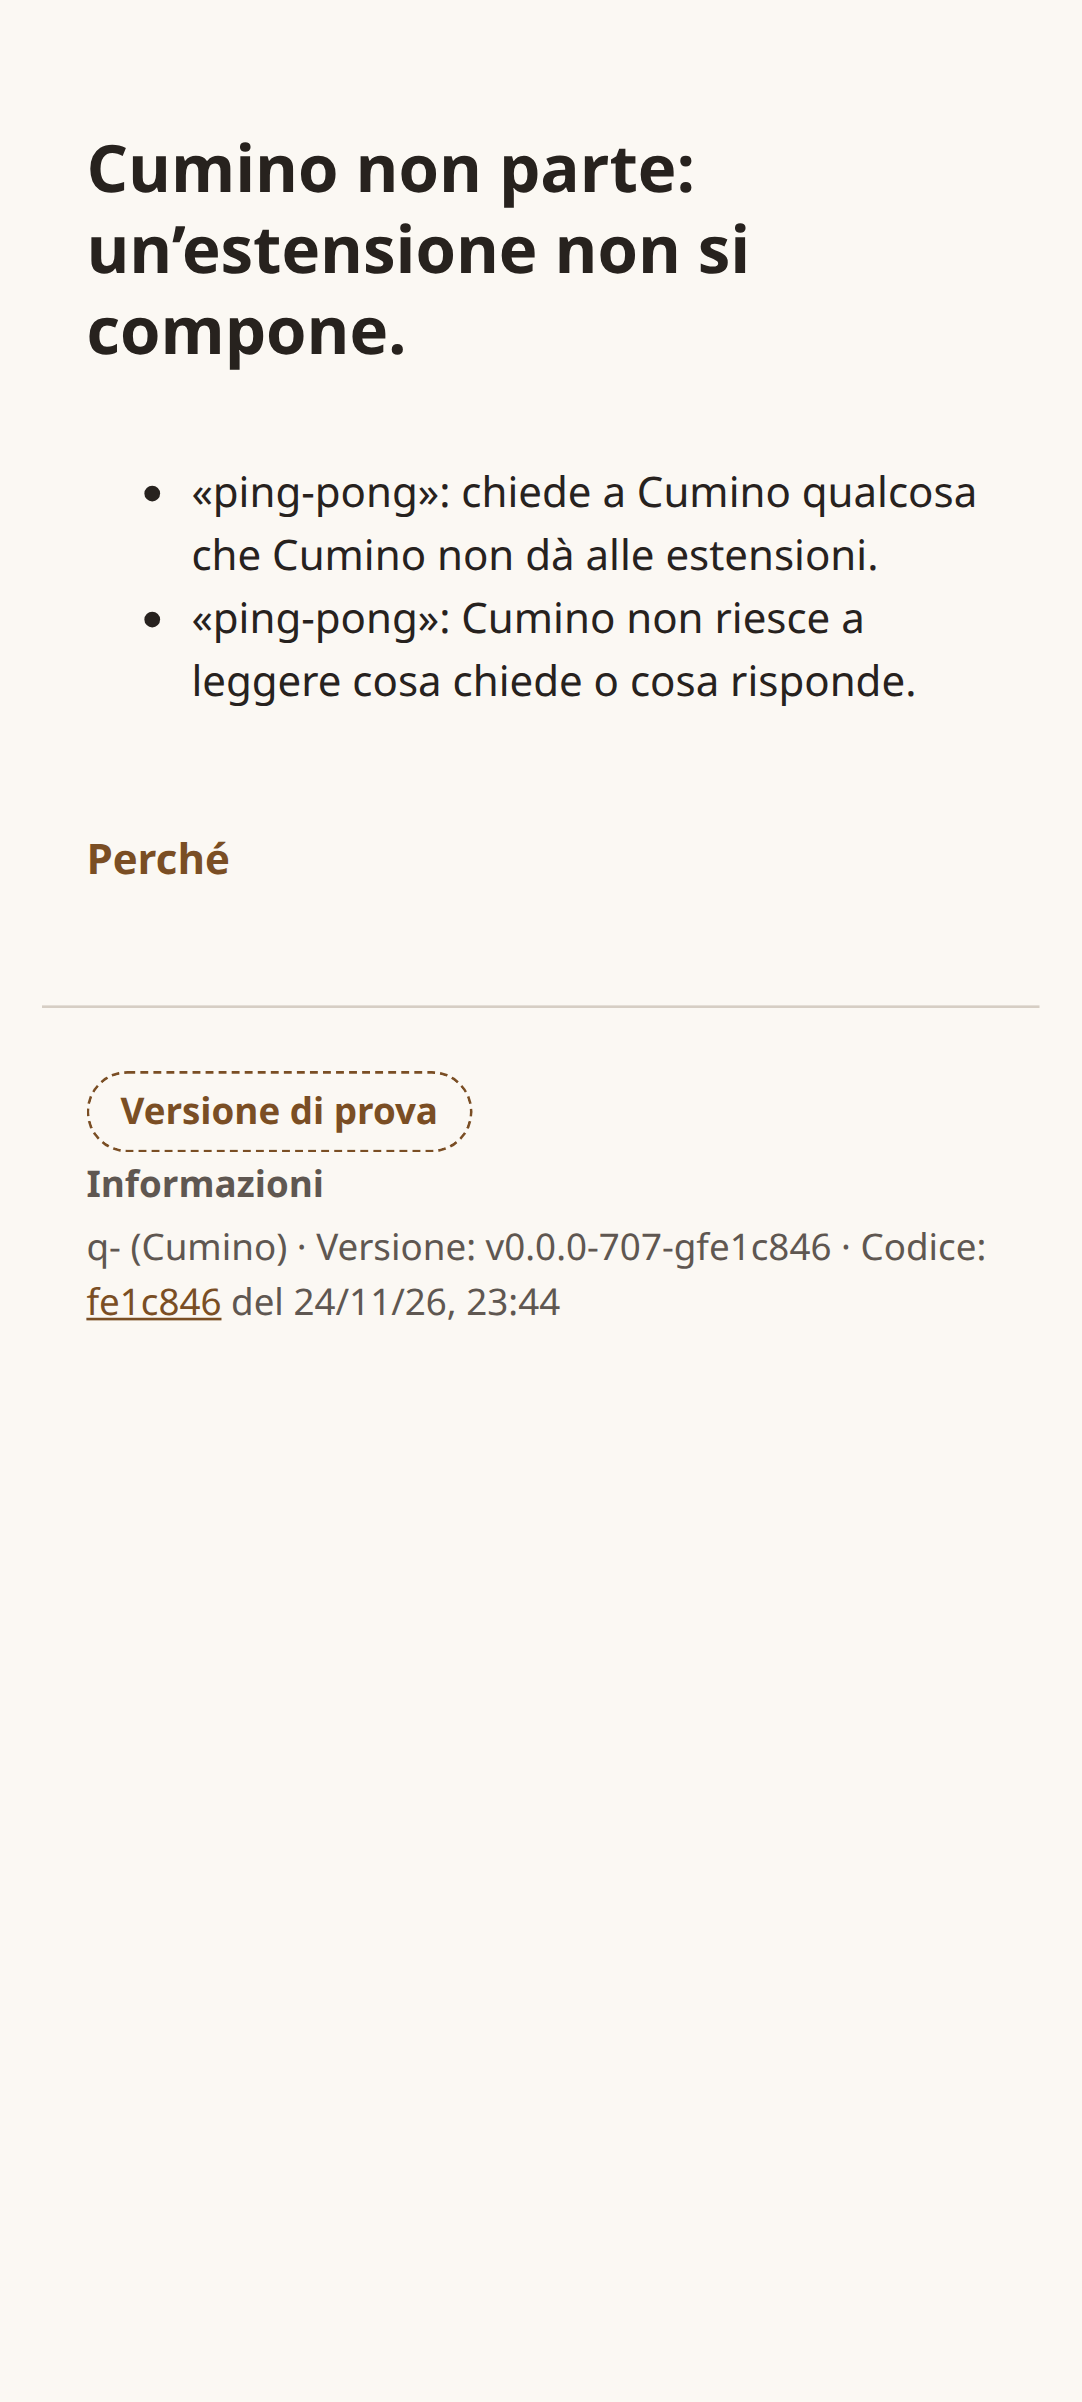 Cumino non parte:
un’estensione non si
compone.
• «ping-pong»: chiede a Cumino qualcosa
che Cumino non dà alle estensioni.
• «ping-pong»: Cumino non riesce a
leggere cosa chiede o cosa risponde.
Perché
Versione di prova
Informazioni
q- (Cumino) · Versione: v0.0.0-707-gfe1c846 · Codice:
fe1c846 del 24/11/26, 23:44